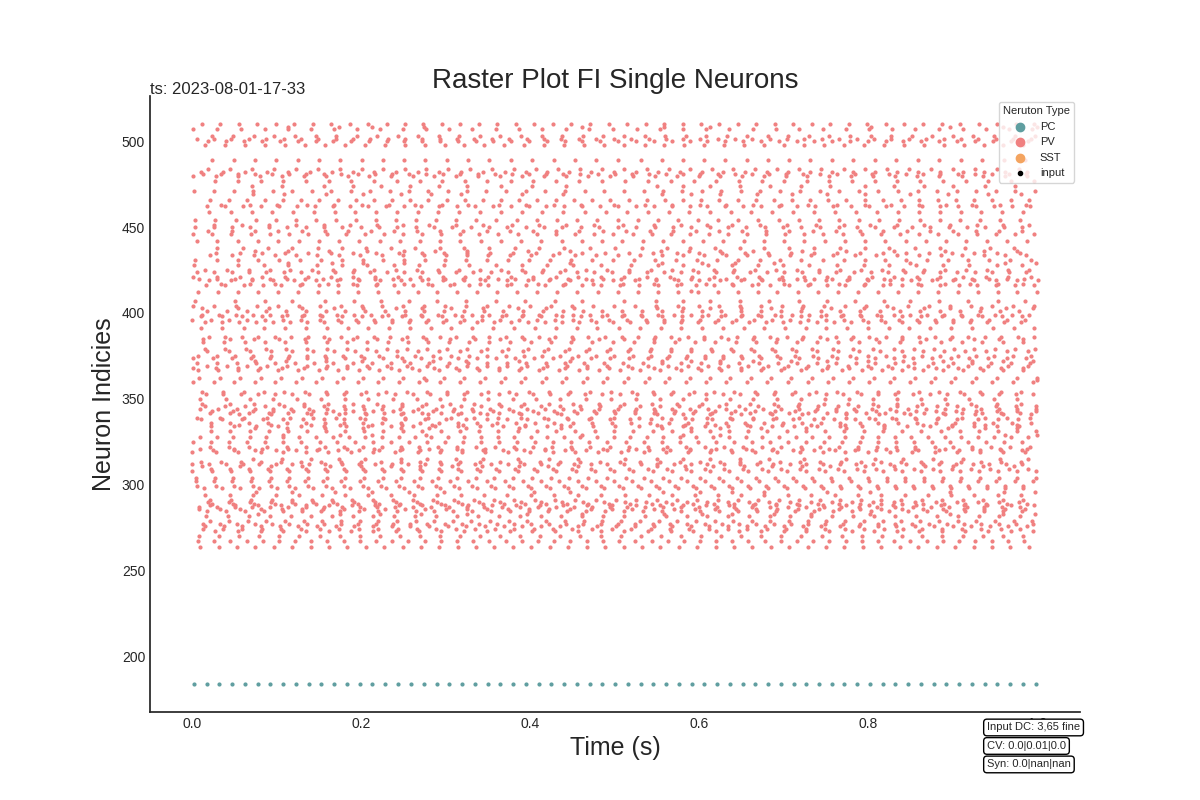 Raster Plot FI Single Neurons
ts: 2023-08-01-17-33
Neruton Type
PC
PV
SST
input
Neuron Indicies
500
450
400
350
300
250
200
0.0 0.2 0.4 0.6 0.8
Time (s)
Input DC: 3,65 fine
CV: 0.0|0.01|0.0
Syn: 0.0|nan|nan